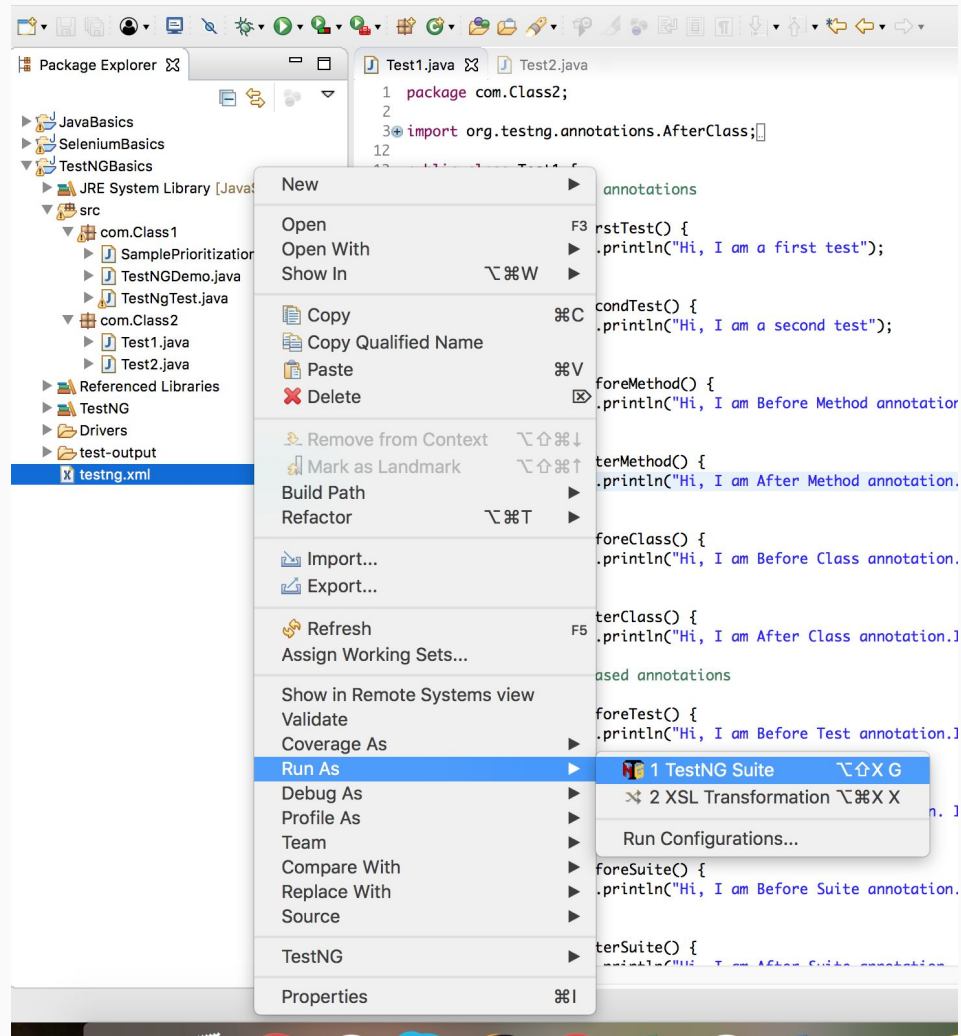 Package Explorer
Test1.java
Test2.java
JavaBasics
SeleniumBasics
TestNGBasics
JRE System Library [Java
src
com.Class1
SamplePrioritization
TestNGDemo.java
TestNgTest.java
com.Class2
Test1.java
Test2.java
Referenced Libraries
TestNG
Drivers
test-output
testng.xml
1 package com.Class2;
2
3 import org.testng.annotations.AfterClass;
12
annotations
rstTest() {
.println("Hi, I am a first test");
condTest() {
.println("Hi, I am a second test");
foreMethod() {
.println("Hi, I am Before Method annotation
terMethod() {
.println("Hi, I am After Method annotation.
foreClass() {
.println("Hi, I am Before Class annotation.
terClass() {
.println("Hi, I am After Class annotation.I
ased annotations
foreTest() {
.println("Hi, I am Before Test annotation.I
n. I
foreSuite() {
.println("Hi, I am Before Suite annotation.
terSuite() {
New
Open F3
Open With
Show In ⌥⌘W
Copy ⌘C
Copy Qualified Name
Paste ⌘V
Delete ⌦
Remove from Context ⌥⇧⌘↓
Mark as Landmark ⌥⇧⌘↑
Build Path
Refactor ⌥⌘T
Import...
Export...
Refresh F5
Assign Working Sets...
Show in Remote Systems view
Validate
Coverage As
Run As
Debug As
Profile As
Team
Compare With
Replace With
Source
TestNG
Properties ⌘I
1 TestNG Suite ⌥⇧X G
2 XSL Transformation ⌥⌘X X
Run Configurations...